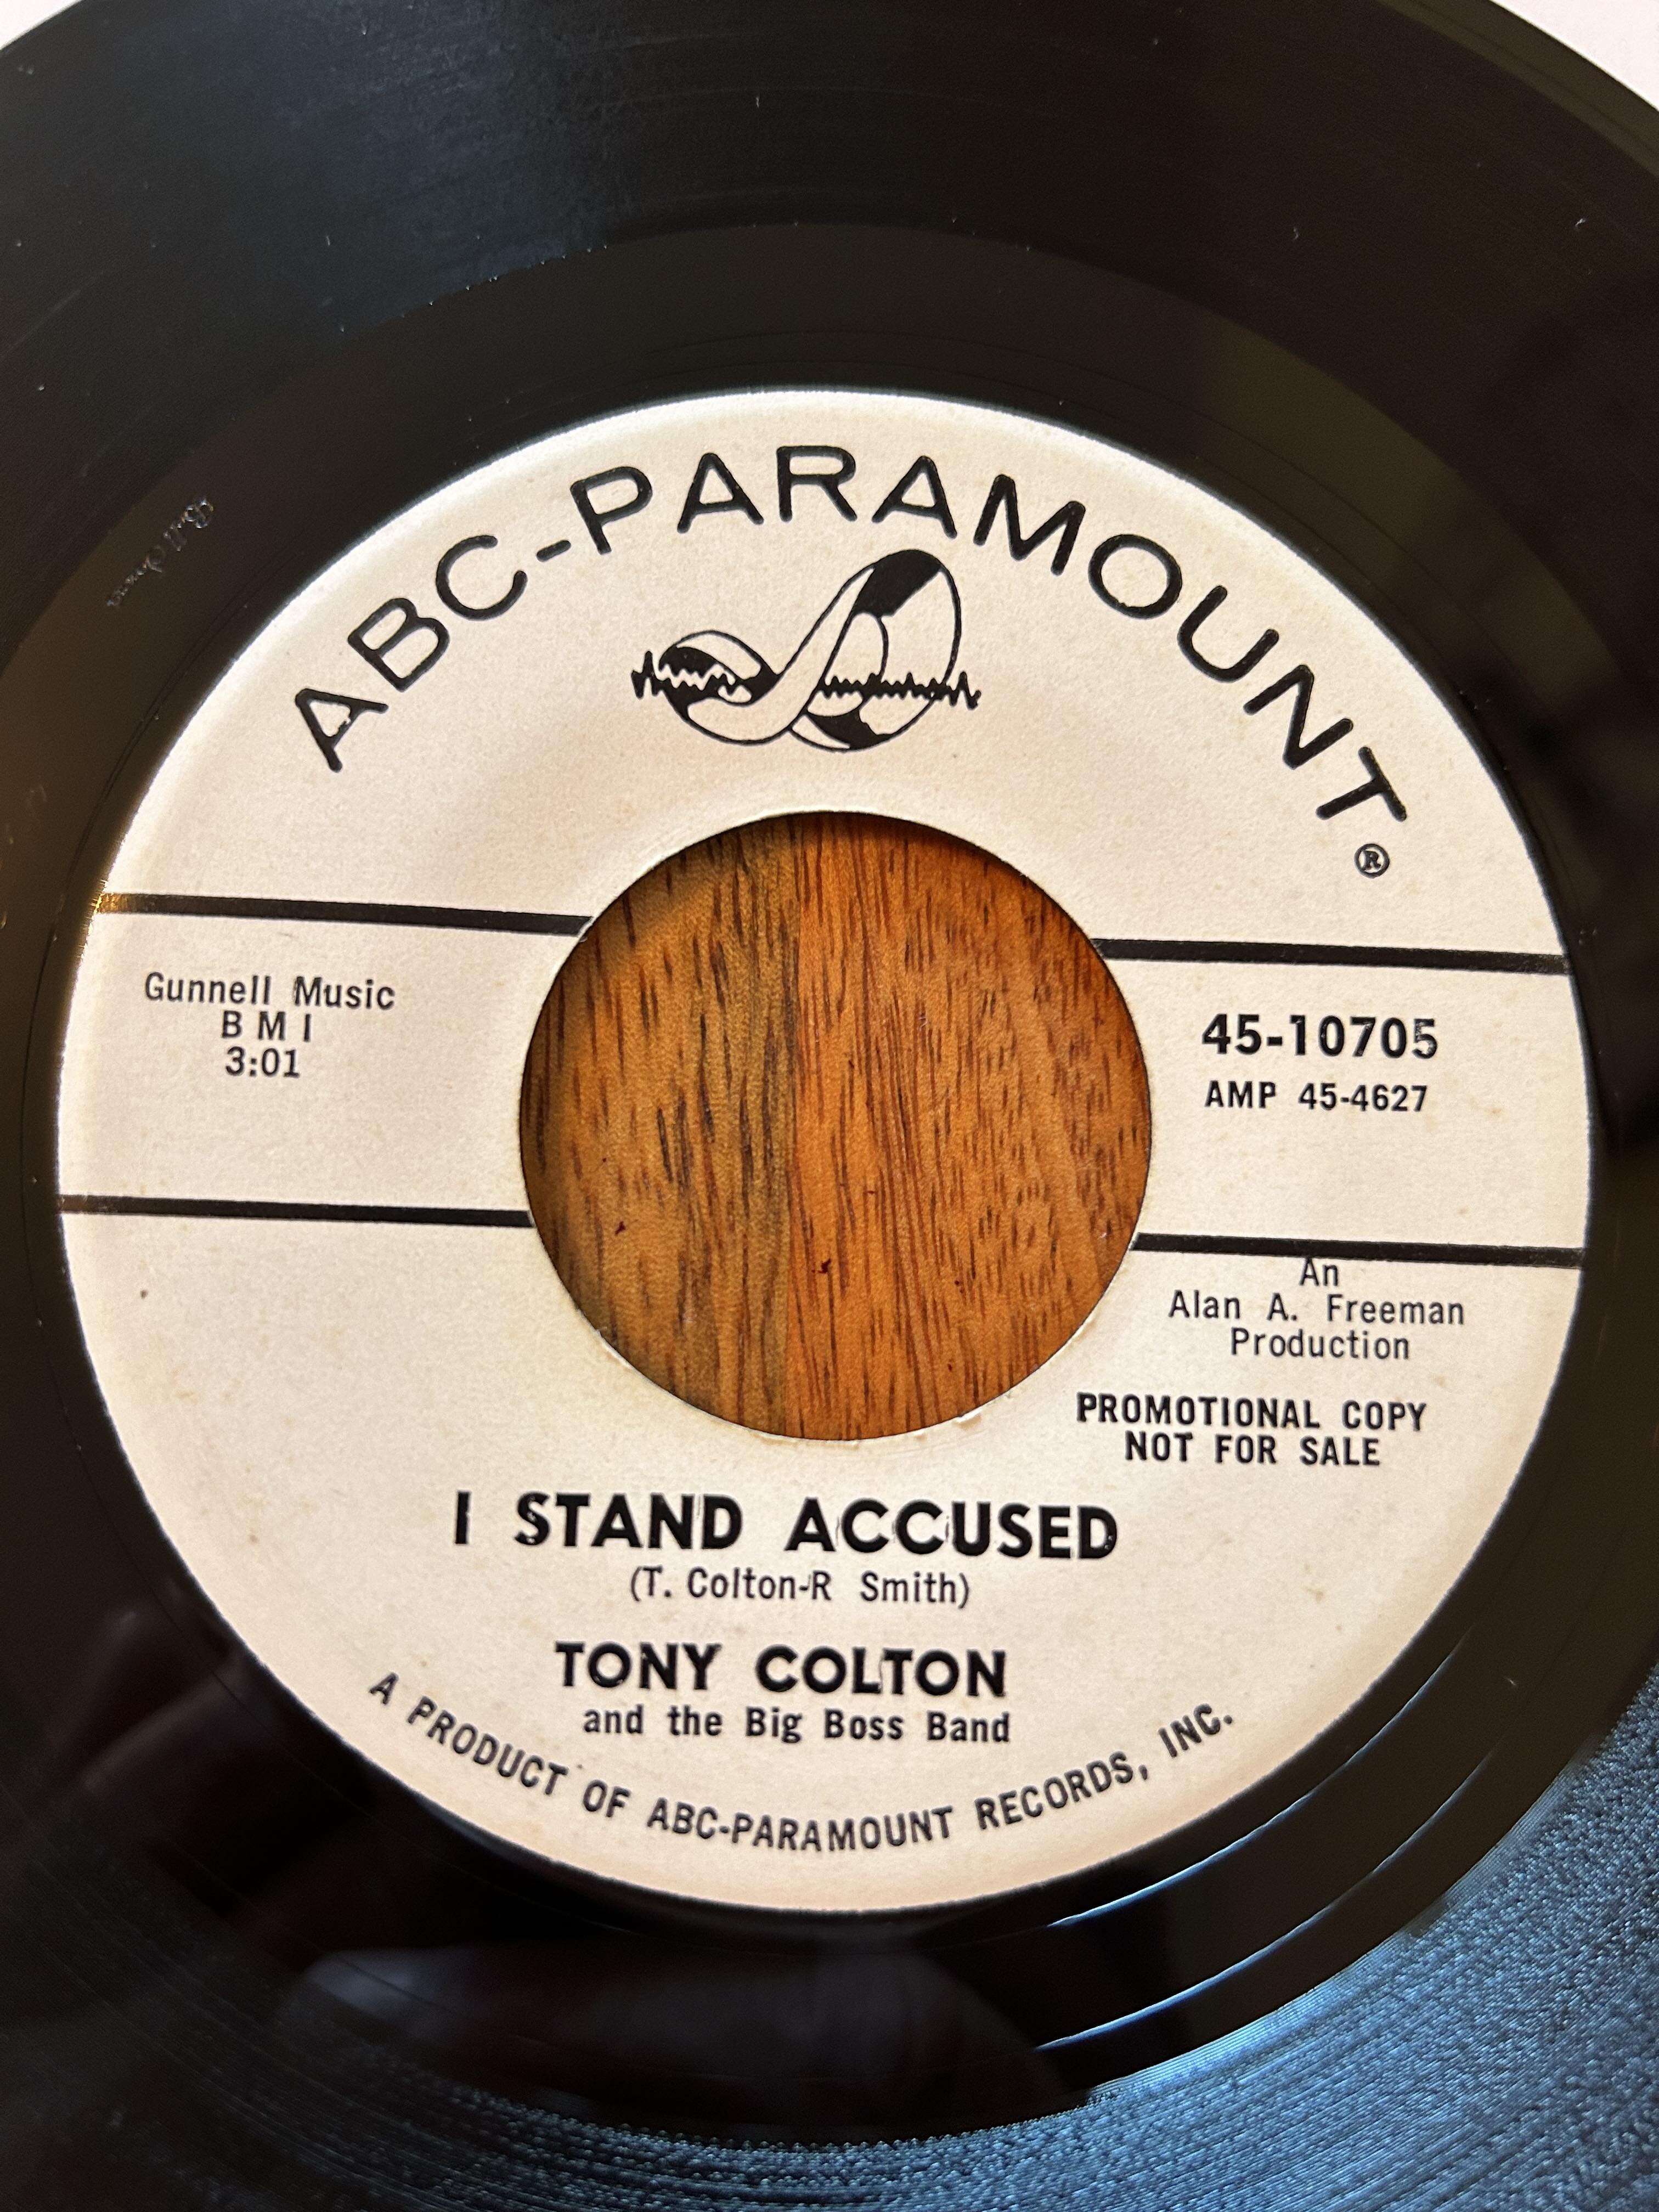 ABC-PARAMOUNT®
Gunnell Music
BMI
3:01
45-10705
AMP 45-4627
An
Alan A. Freeman
Production
PROMOTIONAL COPY
NOT FOR SALE
I STAND ACCUSED
(T. Colton-R Smith)
TONY COLTON
and the Big Boss Band
A PRODUCT OF ABC-PARAMOUNT RECORDS, INC.